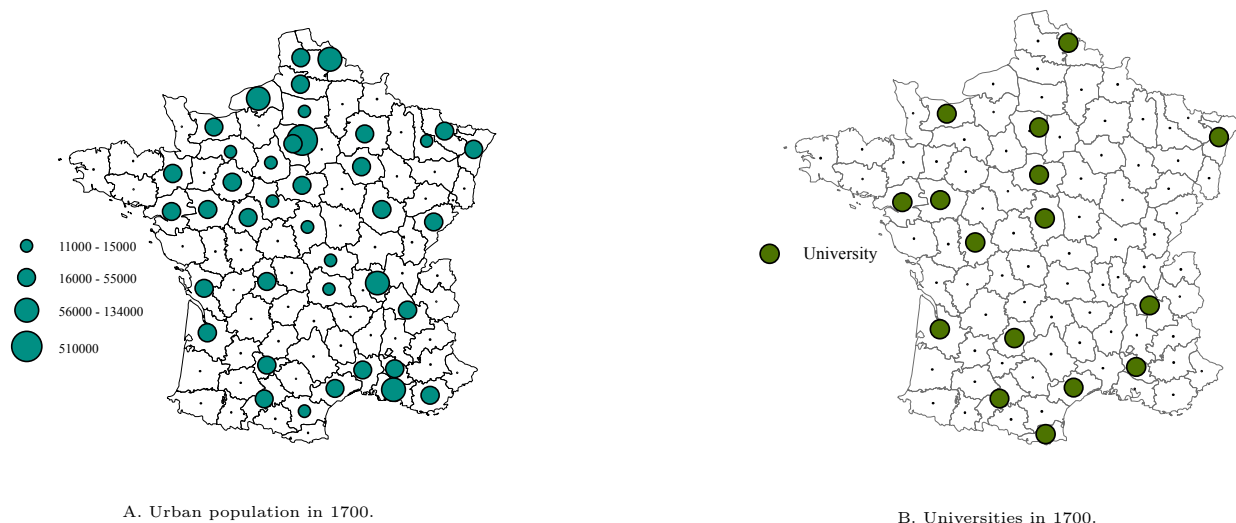 11000 - 15000
16000 - 55000
56000 - 134000
510000
A. Urban population in 1700.
University
B. Universities in 1700.